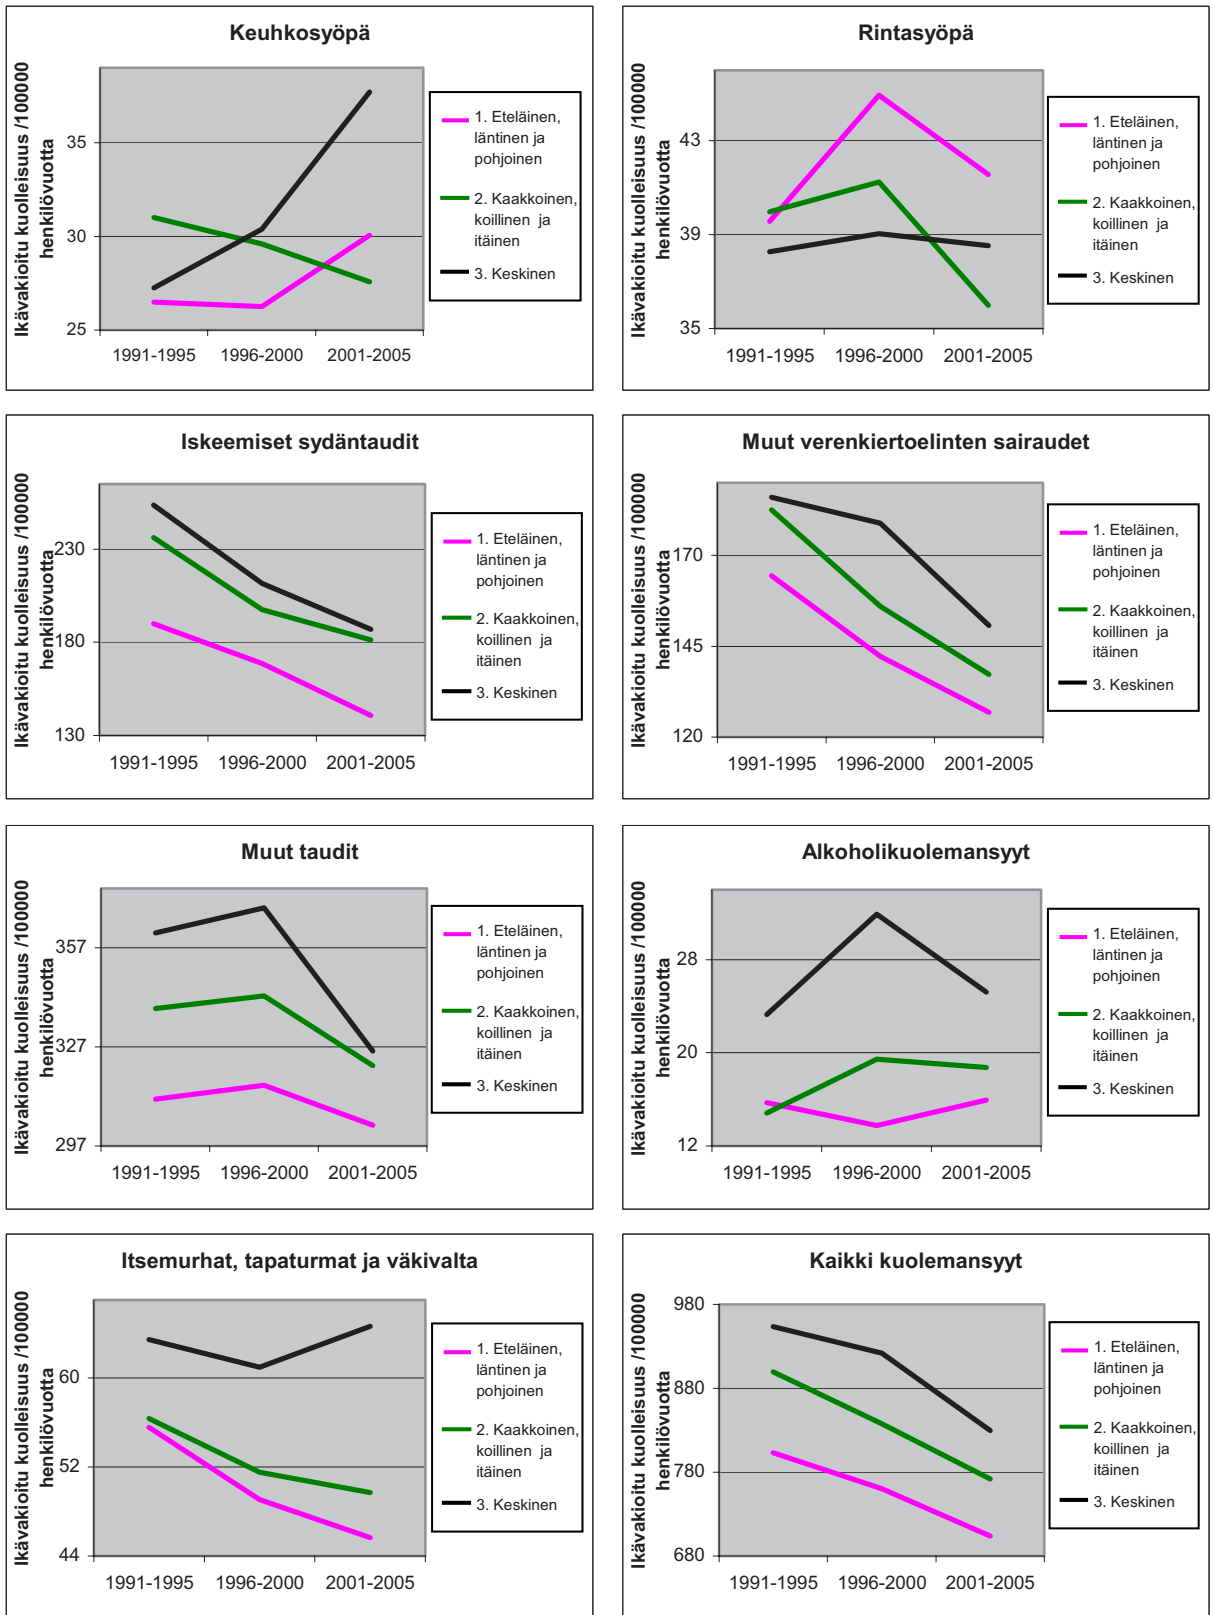 Keuhkosyöpä
Ikävakioitu kuolleisuus /100000
henkilövuotta
35
30
25
1991-1995
1996-2000
2001-2005
1. Eteläinen,
läntinen ja
pohjoinen
2. Kaakkoinen,
koillinen ja
itäinen
3. Keskinen
Rintasyöpä
Ikävakioitu kuolleisuus /100000
henkilövuotta
43
39
35
1991-1995
1996-2000
2001-2005
1. Eteläinen,
läntinen ja
pohjoinen
2. Kaakkoinen,
koillinen ja
itäinen
3. Keskinen
Iskeemiset sydäntaudit
Ikävakioitu kuolleisuus /100000
henkilövuotta
230
180
130
1991-1995
1996-2000
2001-2005
1. Eteläinen,
läntinen ja
pohjoinen
2. Kaakkoinen,
koillinen ja
itäinen
3. Keskinen
Muut verenkiertoelinten sairaudet
Ikävakioitu kuolleisuus /100000
henkilövuotta
170
145
120
1991-1995
1996-2000
2001-2005
1. Eteläinen,
läntinen ja
pohjoinen
2. Kaakkoinen,
koillinen ja
itäinen
3. Keskinen
Muut taudit
Ikävakioitu kuolleisuus /100000
henkilövuotta
357
327
297
1991-1995
1996-2000
2001-2005
1. Eteläinen,
läntinen ja
pohjoinen
2. Kaakkoinen,
koillinen ja
itäinen
3. Keskinen
Alkoholikuolemansyyt
Ikävakioitu kuolleisuus /100000
henkilövuotta
28
20
12
1991-1995
1996-2000
2001-2005
1. Eteläinen,
läntinen ja
pohjoinen
2. Kaakkoinen,
koillinen ja
itäinen
3. Keskinen
Itsemurhat, tapaturmat ja väkivalta
Ikävakioitu kuolleisuus /100000
henkilövuotta
60
52
44
1991-1995
1996-2000
2001-2005
1. Eteläinen,
läntinen ja
pohjoinen
2. Kaakkoinen,
koillinen ja
itäinen
3. Keskinen
Kaikki kuolemansyyt
Ikävakioitu kuolleisuus /100000
henkilövuotta
980
880
780
680
1991-1995
1996-2000
2001-2005
1. Eteläinen,
läntinen ja
pohjoinen
2. Kaakkoinen,
koillinen ja
itäinen
3. Keskinen